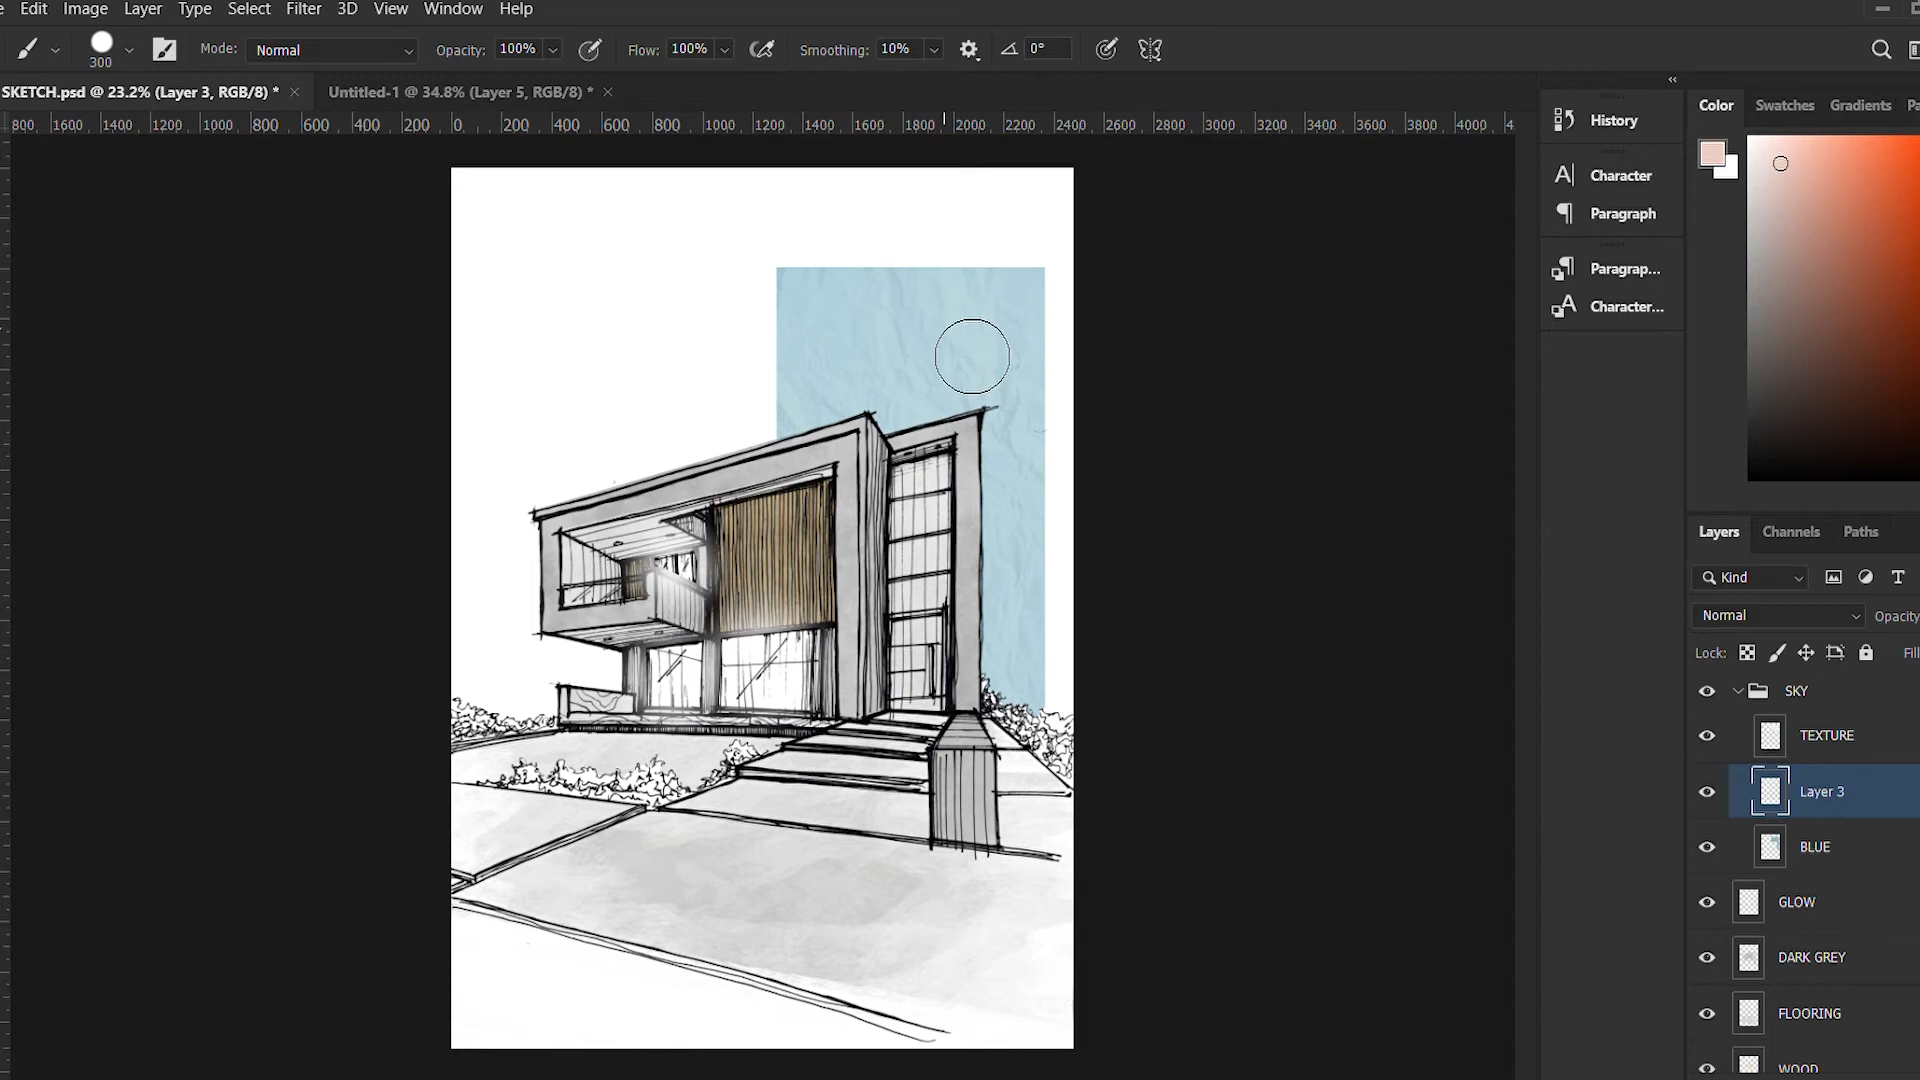 Edit Image Layer Type Select Filter 3D View Window Help
300 Mode: Normal Opacity: 100% Flow: 100% Smoothing: 10% 0°
SKETCH.psd @ 23.2% (Layer 3, RGB/8) * Untitled-1 @ 34.8% (Layer 5, RGB/8) *
800 1600 1400 1200 1000 800 600 400 200 0 200 400 600 800 1000 1200 1400 1600 1800 2000 2200 2400 2600 2800 3000 3200 3400 3600 3800 4000 4
History
Character
Paragraph
Paragrap...
Character...
Color Swatches Gradients Pa
Layers Channels Paths
Kind
Normal Opacity
Lock: Fill
SKY
TEXTURE
Layer 3
BLUE
GLOW
DARK GREY
FLOORING
WOOD